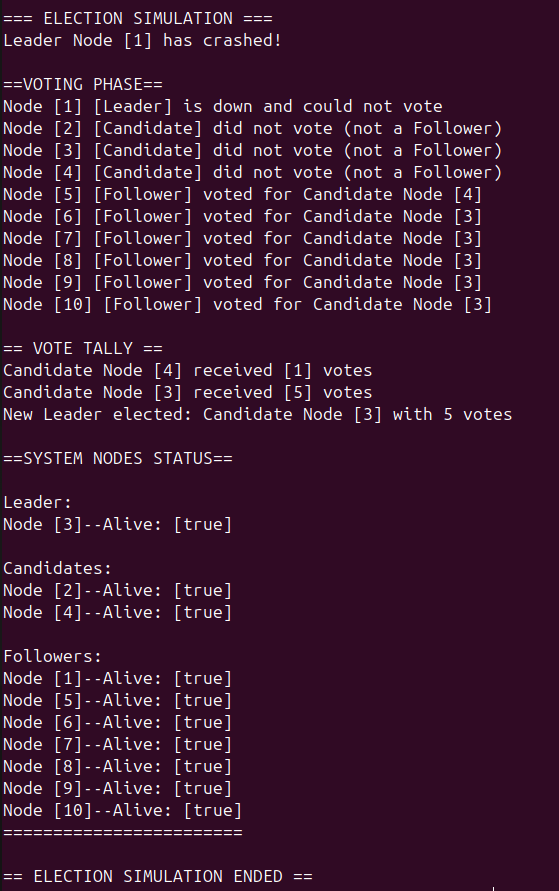 === ELECTION SIMULATION ===
Leader Node [1] has crashed!
==VOTING PHASE==
Node [1] [Leader] is down and could not vote
Node [2] [Candidate] did not vote (not a Follower)
Node [3] [Candidate] did not vote (not a Follower)
Node [4] [Candidate] did not vote (not a Follower)
Node [5] [Follower] voted for Candidate Node [4]
Node [6] [Follower] voted for Candidate Node [3]
Node [7] [Follower] voted for Candidate Node [3]
Node [8] [Follower] voted for Candidate Node [3]
Node [9] [Follower] voted for Candidate Node [3]
Node [10] [Follower] voted for Candidate Node [3]
== VOTE TALLY ==
Candidate Node [4] received [1] votes
Candidate Node [3] received [5] votes
New Leader elected: Candidate Node [3] with 5 votes
==SYSTEM NODES STATUS==
Leader:
Node [3]--Alive: [true]
Candidates:
Node [2]--Alive: [true]
Node [4]--Alive: [true]
Followers:
Node [1]--Alive: [true]
Node [5]--Alive: [true]
Node [6]--Alive: [true]
Node [7]--Alive: [true]
Node [8]--Alive: [true]
Node [9]--Alive: [true]
Node [10]--Alive: [true]
========================
== ELECTION SIMULATION ENDED ==